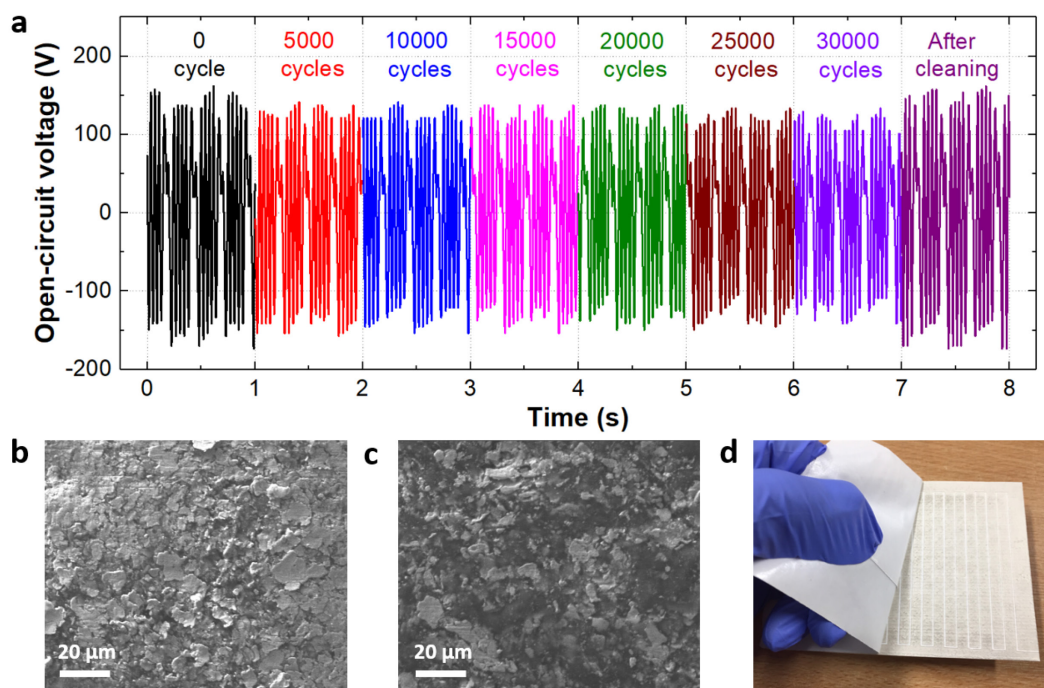 a
0 5000 10000 15000 20000 25000 30000 After
cycle cycles cycles cycles cycles cycles cycles cleaning
Open-circuit voltage (V)
200
100
0
-100
-200
0 1 2 3 4 5 6 7 8
Time (s)
b
20 µm
c
20 µm
d